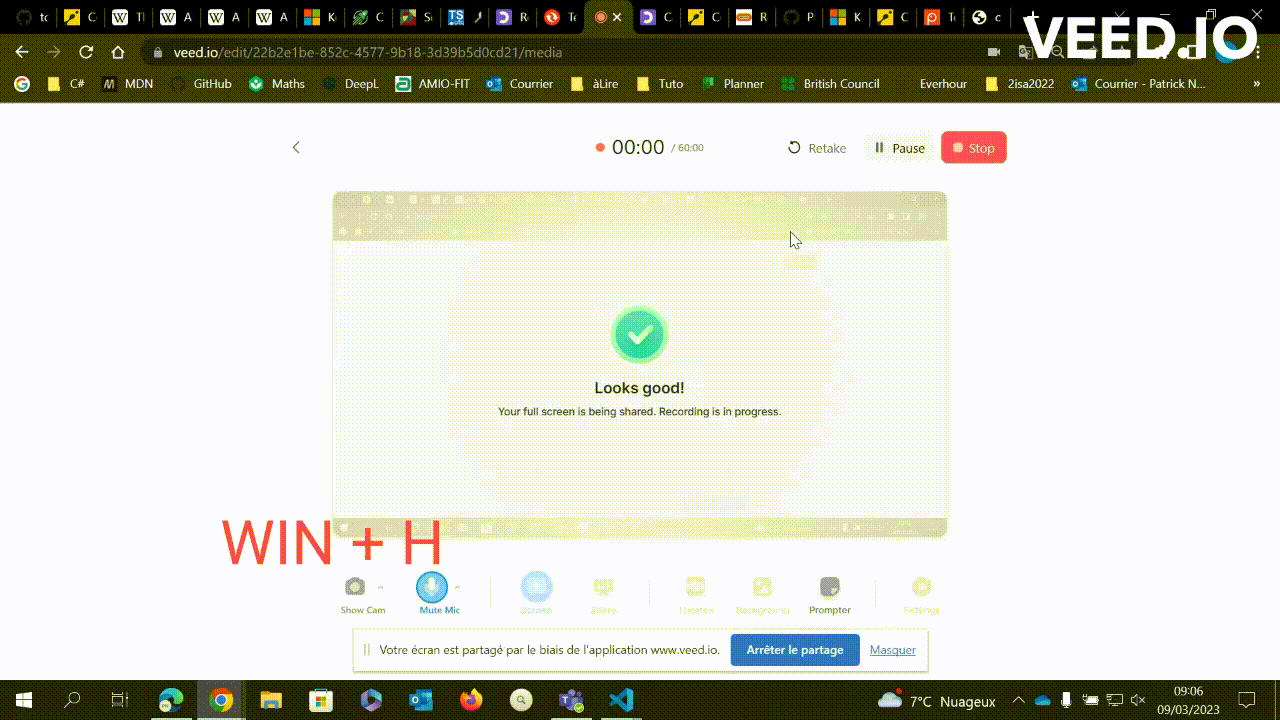 tc
C
W TI
W A
W A
W A
K
C
S
TS
R
Te
C
C
R
P
K
C
Te
c
VEED.IO
veed.io/edit/22b2e1be-852c-4577-9b18-3d39b5d0cd21/media
C#
MDN
GitHub
Maths
DeepL
AMIO-FIT
Courrier
àLire
Tuto
Planner
British Council
Everhour
2isa2022
Courrier - Patrick N...
»
00:00 / 60:00
Retake
Pause
Stop
Looks good!
Your full screen is being shared. Recording is in progress.
WIN + H
Show Cam
Mute Mic
Screen
Slides
Themes
Background
Prompter
Settings
Votre écran est partagé par le biais de l'application www.veed.io.
Arrêter le partage
Masquer
7°C Nuageux
09:06
09/03/2023